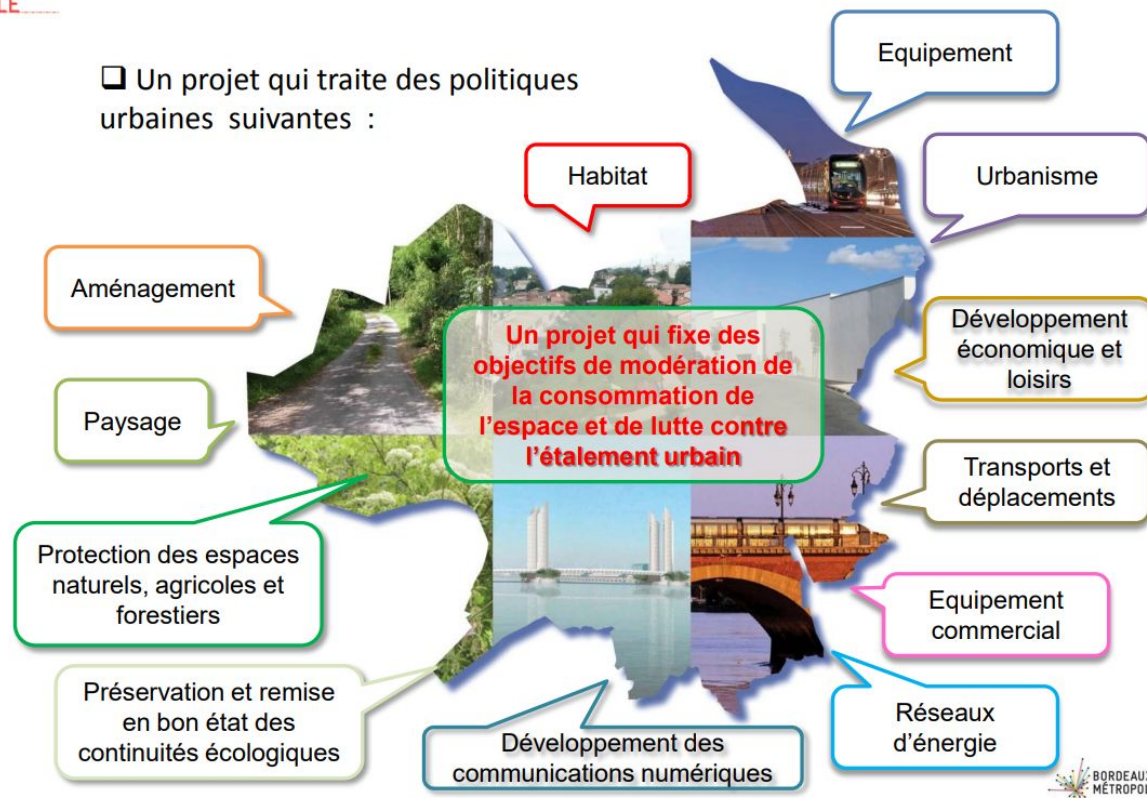 ❑ Un projet qui traite des politiques
urbaines suivantes :
Equipement
Habitat
Urbanisme
Aménagement
Un projet qui fixe des
objectifs de modération de
la consommation de
l'espace et de lutte contre
l'étalement urbain
Développement
économique et
loisirs
Paysage
Transports et
déplacements
Protection des espaces
naturels, agricoles et
forestiers
Equipement
commercial
Préservation et remise
en bon état des
continuités écologiques
Réseaux
d'énergie
Développement des
communications numériques
BORDEAUX